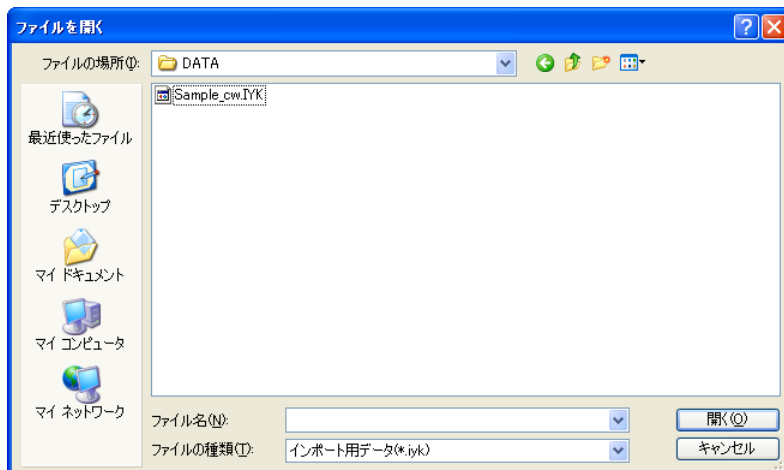 ファイルを開く
ファイルの場所(I):
DATA
Sample_cw.IYK
最近使ったファイル
デスクトップ
マイ ドキュメント
マイ コンピュータ
マイ ネットワーク
ファイル名(N):
開く(O)
ファイルの種類(T):
インポート用データ(*.iyk)
キャンセル